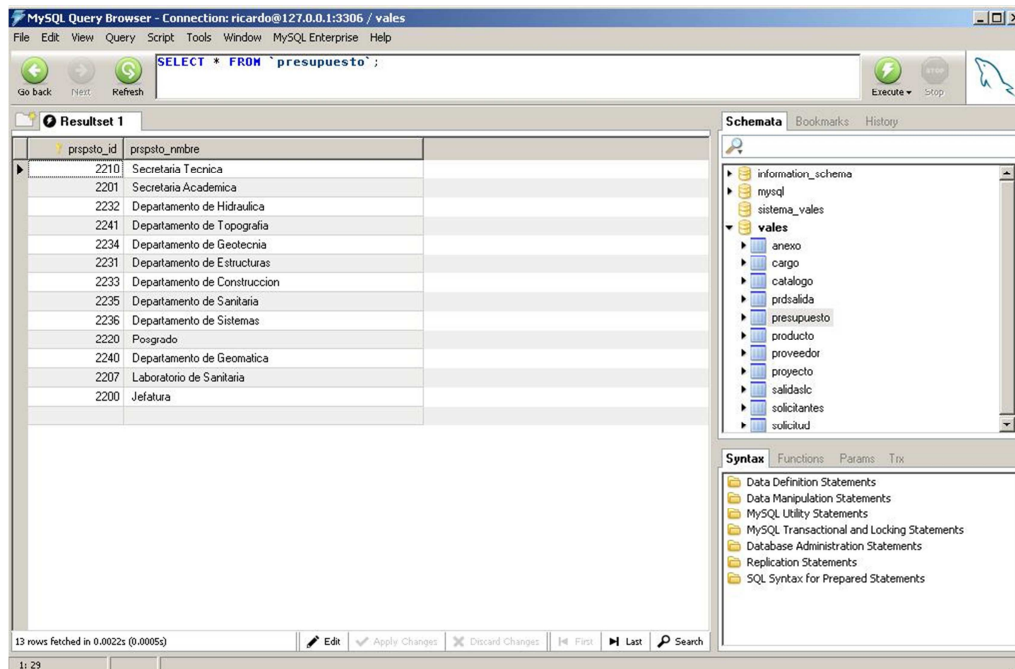 MySQL Query Browser - Connection: ricardo@127.0.0.1:3306 / vales
File Edit View Query Script Tools Window MySQL Enterprise Help
SELECT * FROM `presupuesto`;
Go back Next Refresh Execute Stop
Resultset 1
Schemata Bookmarks History
prspsto_id prspsto_nmbre
2210 Secretaria Tecnica
2201 Secretaria Academica
2232 Departamento de Hidraulica
2241 Departamento de Topografia
2234 Departamento de Geotecnia
2231 Departamento de Estructuras
2233 Departamento de Construccion
2235 Departamento de Sanitaria
2236 Departamento de Sistemas
2220 Posgrado
2240 Departamento de Geomatica
2207 Laboratorio de Sanitaria
2200 Jefatura
information_schema
mysql
sistema_vales
vales
anexo
cargo
catalogo
prdsalida
presupuesto
producto
proveedor
proyecto
salidaslc
solicitantes
solicitud
Syntax Functions Params Trx
Data Definition Statements
Data Manipulation Statements
MySQL Utility Statements
MySQL Transactional and Locking Statements
Database Administration Statements
Replication Statements
SQL Syntax for Prepared Statements
13 rows fetched in 0.0022s (0.0005s) Edit Apply Changes Discard Changes First Last Search
1: 29